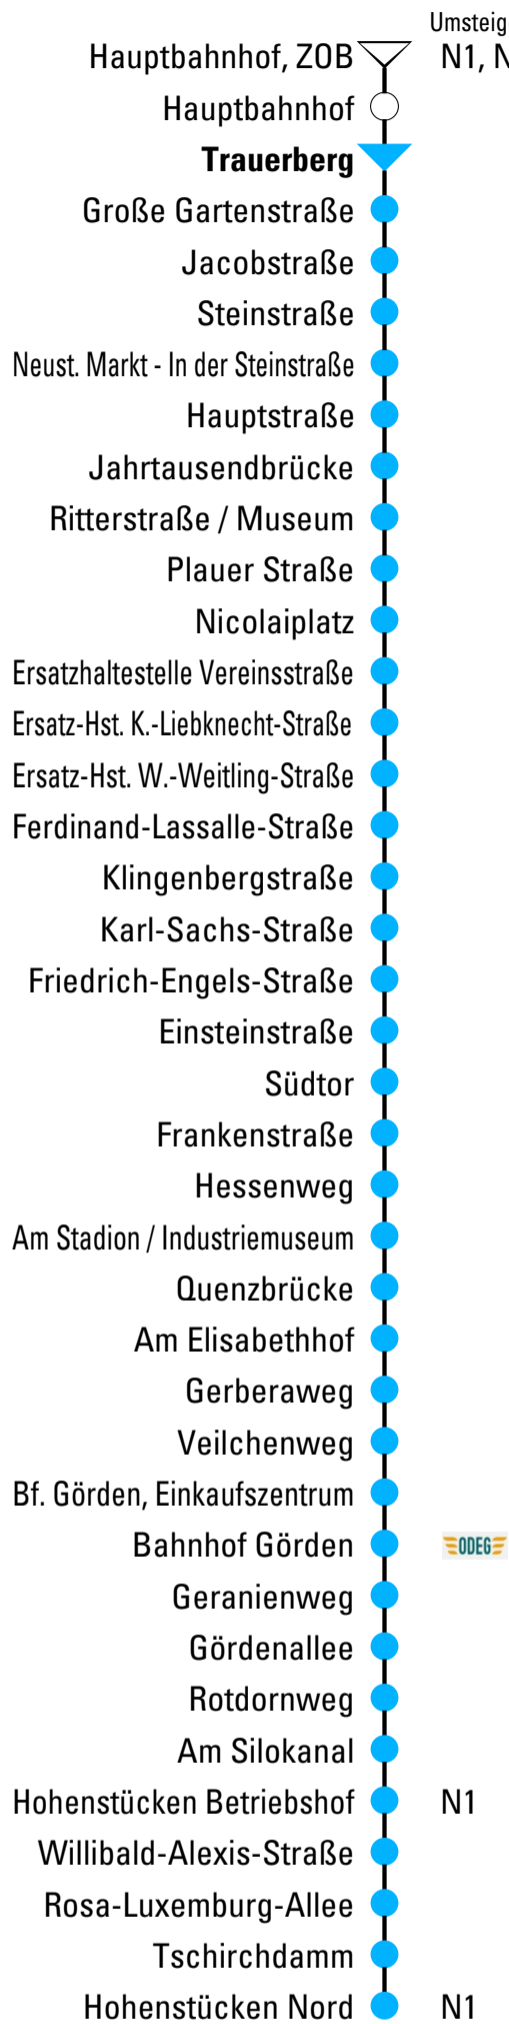 Umsteig
Hauptbahnhof, ZOB N1, N
Hauptbahnhof
Trauerberg
Große Gartenstraße
Jacobstraße
Steinstraße
Neust. Markt - In der Steinstraße
Hauptstraße
Jahrtausendbrücke
Ritterstraße / Museum
Plauer Straße
Nicolaiplatz
Ersatzhaltestelle Vereinsstraße
Ersatz-Hst. K.-Liebknecht-Straße
Ersatz-Hst. W.-Weitling-Straße
Ferdinand-Lassalle-Straße
Klingenbergstraße
Karl-Sachs-Straße
Friedrich-Engels-Straße
Einsteinstraße
Südtor
Frankenstraße
Hessenweg
Am Stadion / Industriemuseum
Quenzbrücke
Am Elisabethhof
Gerberaweg
Veilchenweg
Bf. Görden, Einkaufszentrum
Bahnhof Görden ODEG
Geranienweg
Gördenallee
Rotdornweg
Am Silokanal
Hohenstücken Betriebshof N1
Willibald-Alexis-Straße
Rosa-Luxemburg-Allee
Tschirchdamm
Hohenstücken Nord N1